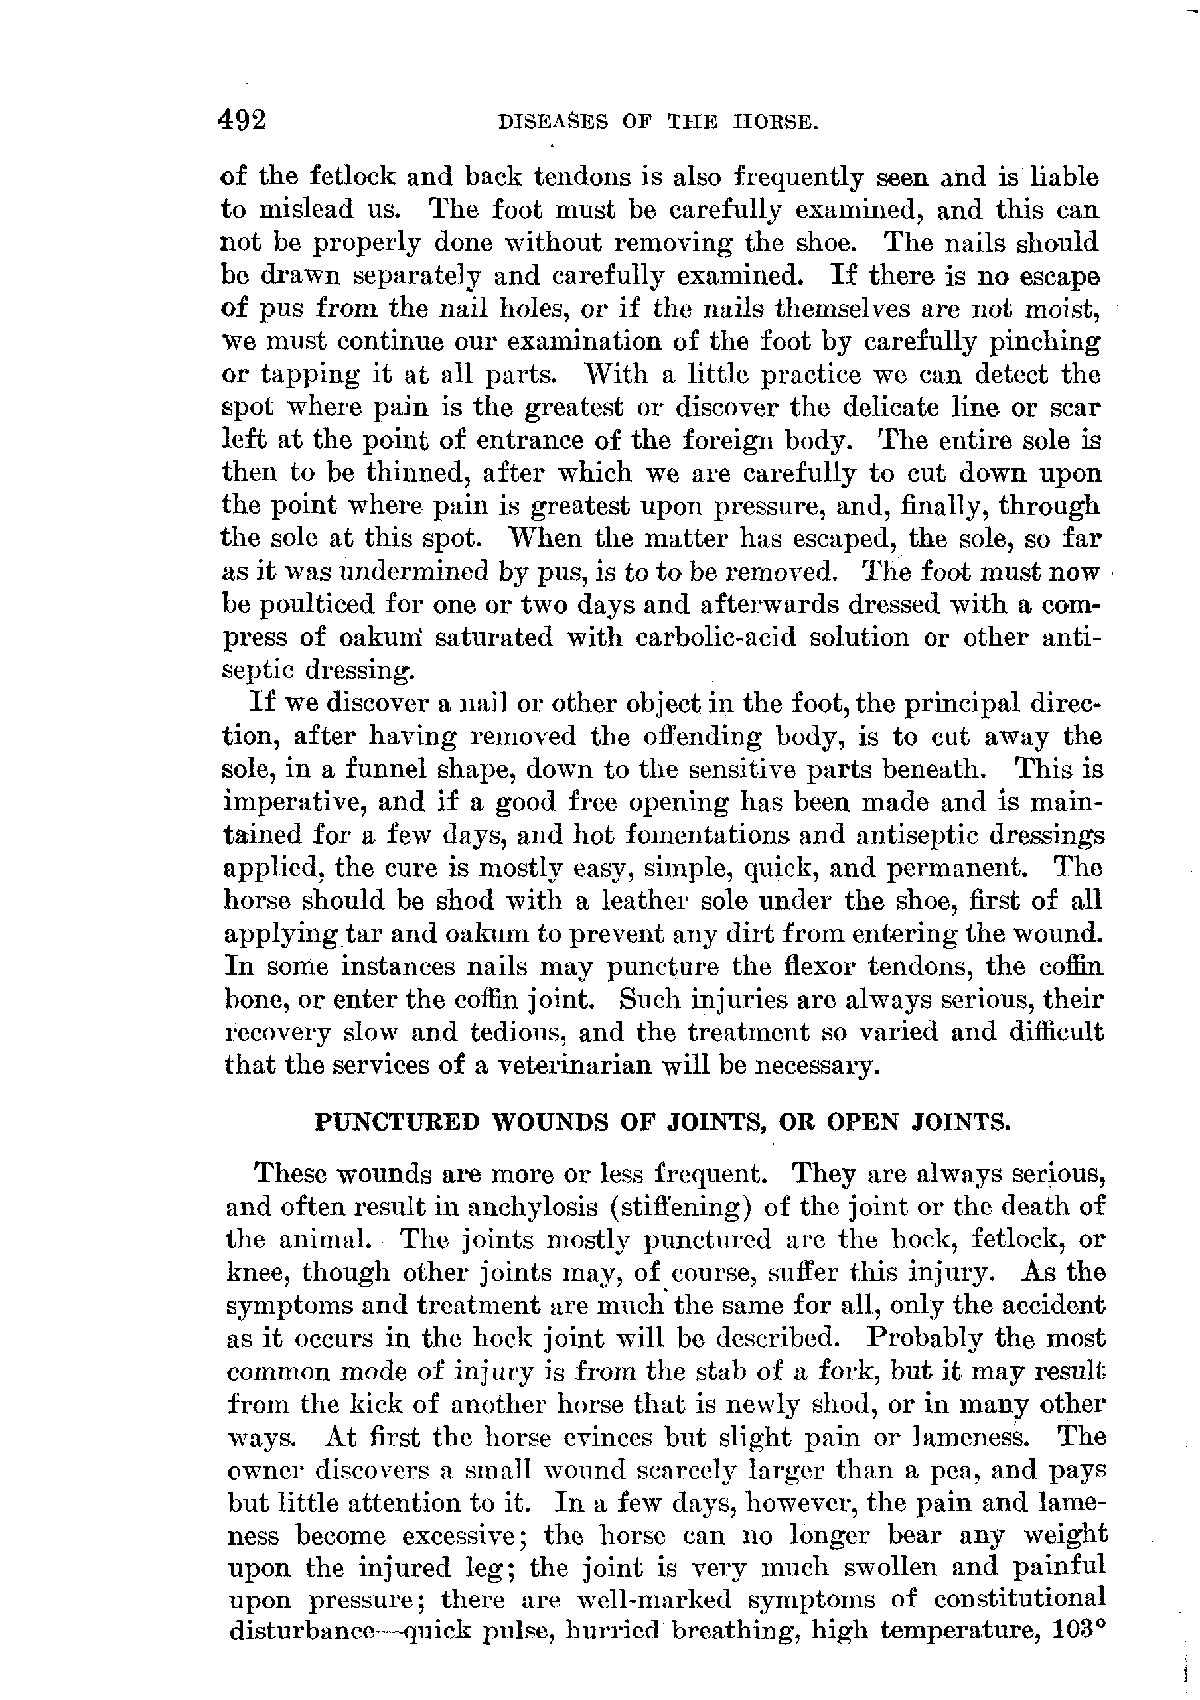 492 DISEASES OF THE HORSE.
of the fetlock and back tendons is also frequently seen and is liable
to mislead us. The foot must be carefully examined, and this can
not be properly done without removing the shoe. The nails should
be drawn separately and carefully examined. If there is no escape
of pus from the nail holes, or if the nails themselves are not moist,
we must continue our examination of the foot by carefully pinching
or tapping it at all parts. With a little practice we can detect the
spot where pain is the greatest or discover the delicate line or scar
left at the point of entrance of the foreign body. The entire sole is
then to be thinned, after which we are carefully to cut down upon
the point where pain is greatest upon pressure, and, finally, through
the sole at this spot. When the matter has escaped, the sole, so far
as it was undermined by pus, is to to be removed. The foot must now
be poulticed for one or two days and afterwards dressed with a com-
press of oakum saturated with carbolic-acid solution or other anti-
septic dressing.
If we discover a nail or other object in the foot, the principal direc-
tion, after having removed the offending body, is to cut away the
sole, in a funnel shape, down to the sensitive parts beneath. This is
imperative, and if a good free opening has been made and is main-
tained for a few days, and hot fomentations and antiseptic dressings
applied, the cure is mostly easy, simple, quick, and permanent. The
horse should be shod with a leather sole under the shoe, first of all
applying tar and oakum to prevent any dirt from entering the wound.
In some instances nails may puncture the flexor tendons, the coffin
bone, or enter the coffin joint. Such injuries are always serious, their
recovery slow and tedious, and the treatment so varied and difficult
that the services of a veterinarian will be necessary.
PUNCTURED WOUNDS OF JOINTS, OR OPEN JOINTS.
These wounds are more or less frequent. They are always serious,
and often result in anchylosis (stiffening) of the joint or the death of
the animal. The joints mostly punctured are the hock, fetlock, or
knee, though other joints may, of course, suffer this injury. As the
symptoms and treatment are much the same for all, only the accident
as it occurs in the hock joint will be described. Probably the most
common mode of injury is from the stab of a fork, but it may result
from the kick of another horse that is newly shod, or in many other
ways. At first the horse evinces but slight pain or lameness. The
owner discovers a small wound scarcely larger than a pea, and pays
but little attention to it. In a few days, however, the pain and lame-
ness become excessive; the horse can no longer bear any weight
upon the injured leg; the joint is very much swollen and painful
upon pressure; there are well-marked symptoms of constitutional
disturbance—quick pulse, hurried breathing, high temperature, 103°